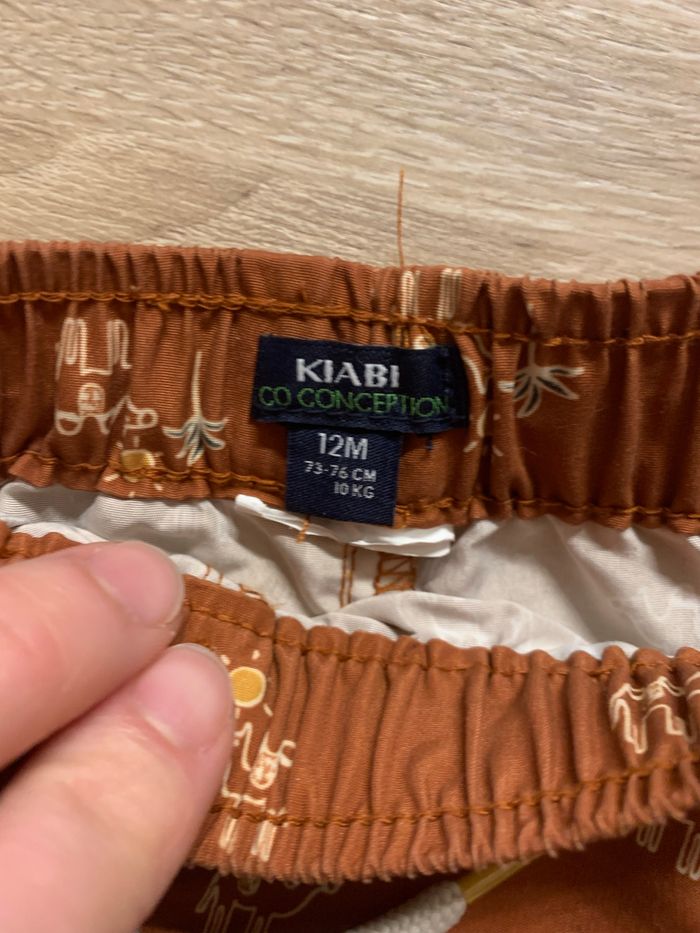 KIABI
CO CONCEPTION
12M
73-76 CM
10 KG